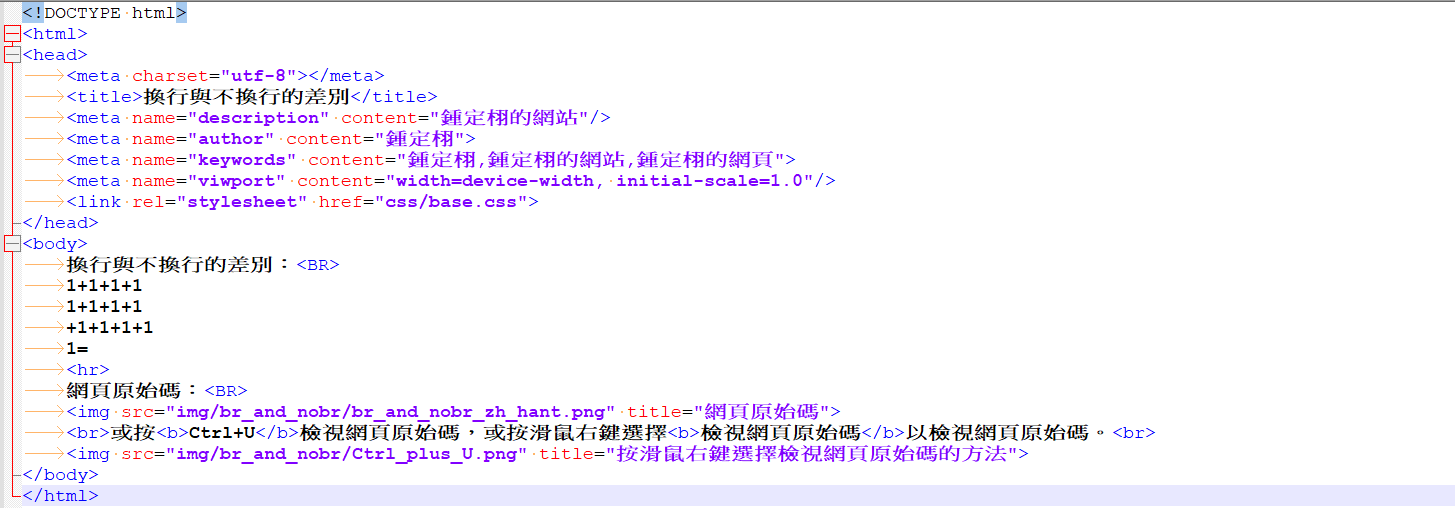 <!DOCTYPE html>
<html>
<head>
<meta charset="utf-8"></meta>
<title>換行與不換行的差別</title>
<meta name="description" content="鍾定栩的網站"/>
<meta name="author" content="鍾定栩">
<meta name="keywords" content="鍾定栩,鍾定栩的網站,鍾定栩的網頁">
<meta name="viwport" content="width=device-width, initial-scale=1.0"/>
<link rel="stylesheet" href="css/base.css">
</head>
<body>
換行與不換行的差別：<BR>
1+1+1+1
1+1+1+1
+1+1+1+1
1=
<hr>
網頁原始碼：<BR>
<img src="img/br_and_nobr/br_and_nobr_zh_hant.png" title="網頁原始碼">
<br>或按<b>Ctrl+U</b>檢視網頁原始碼，或按滑鼠右鍵選擇<b>檢視網頁原始碼</b>以檢視網頁原始碼。<br>
<img src="img/br_and_nobr/Ctrl_plus_U.png" title="按滑鼠右鍵選擇檢視網頁原始碼的方法">
</body>
</html>